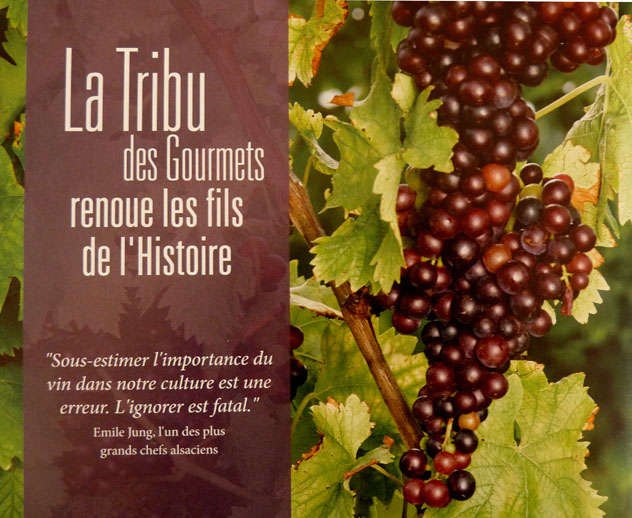 La Tribu
des Gourmets
renoue les fils
de l'Histoire
"Sous-estimer l'importance du
vin dans notre culture est une
erreur. L'ignorer est fatal."
Emile Jung, l'un des plus
grands chefs alsaciens